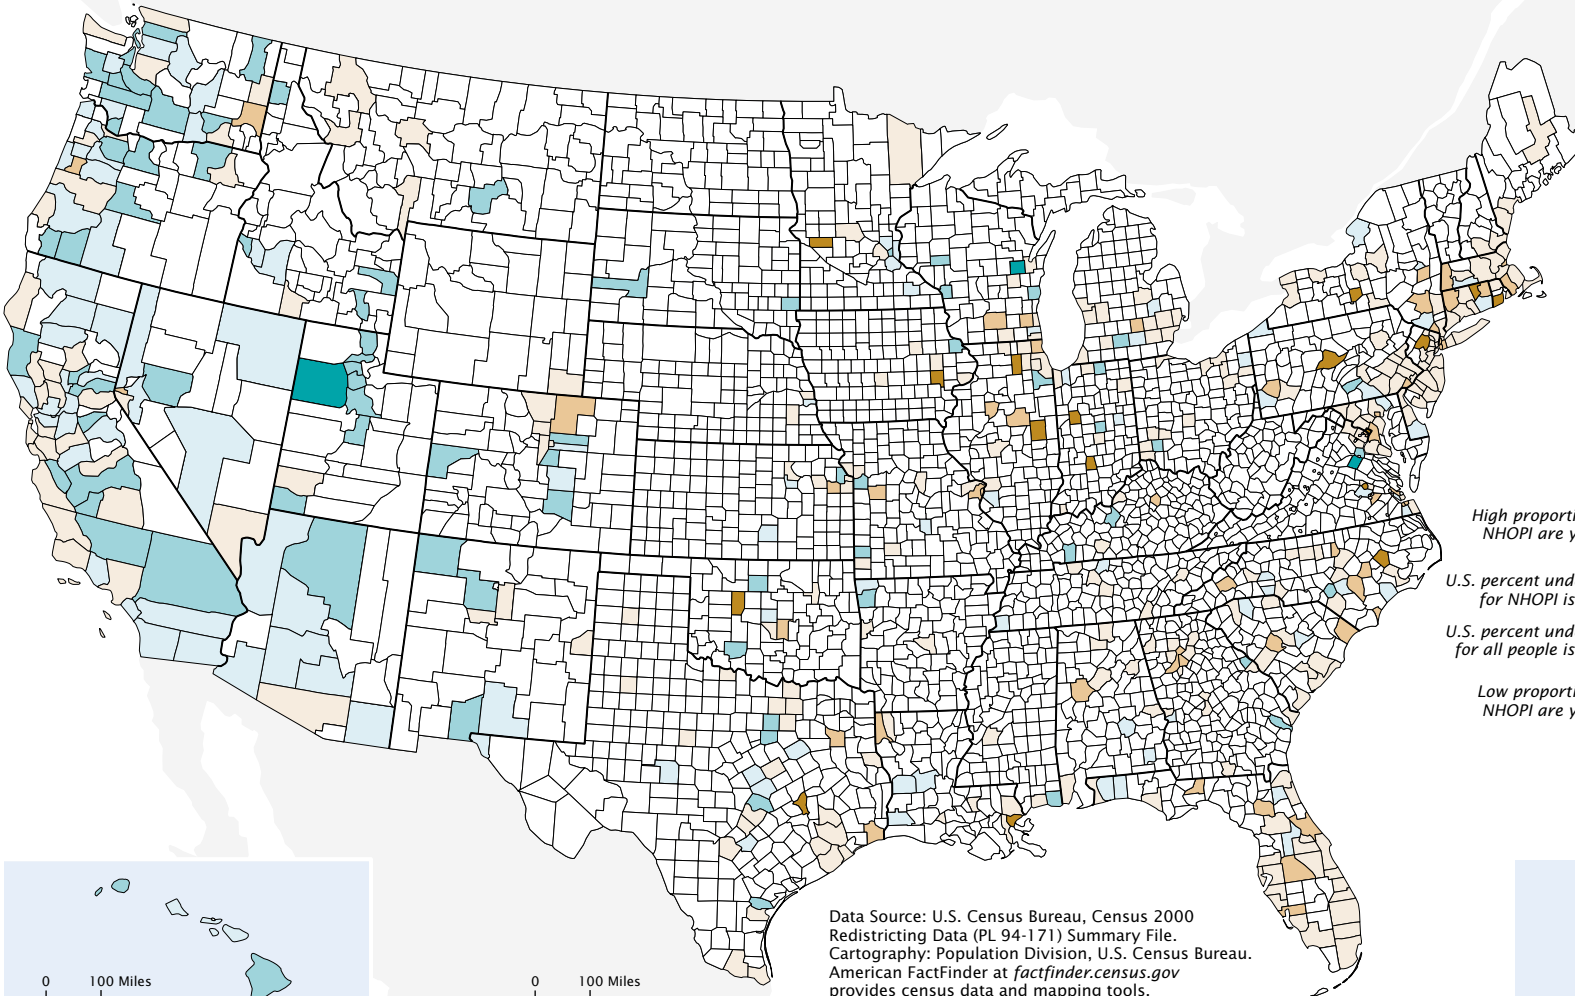 High proporti
NHOPI are y
U.S. percent und
for NHOPI is
U.S. percent und
for all people is
Low proporti
NHOPI are y
Data Source: U.S. Census Bureau, Census 2000
Redistricting Data (PL 94-171) Summary File.
Cartography: Population Division, U.S. Census Bureau.
American FactFinder at factfinder.census.gov
provides census data and mapping tools.
0 100 Miles
0 100 Miles